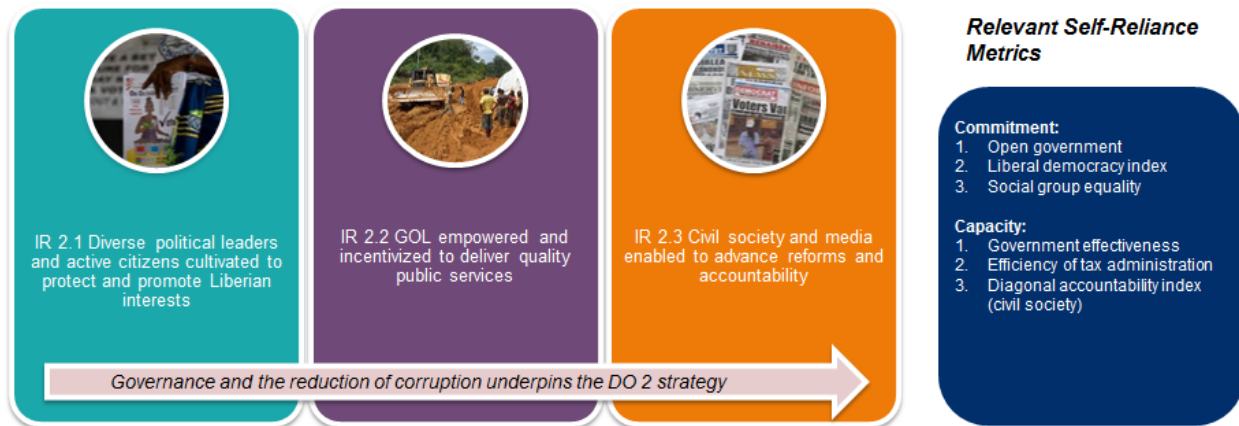 IR 2.1 Diverse political leaders
and active citizens cultivated to
protect and promote Liberian
interests
IR 2.2 GOL empowered and
incentivized to deliver quality
public services
DEMOCRAT
Voters
IR 2.3 Civil society and media
enabled to advance reforms and
accountability
Governance and the reduction of corruption underpins the DO 2 strategy
Relevant Self-Reliance
Metrics
Commitment:
1. Open government
2. Liberal democracy index
3. Social group equality
Capacity:
1. Government effectiveness
2. Efficiency of tax administration
3. Diagonal accountability index
(civil society)